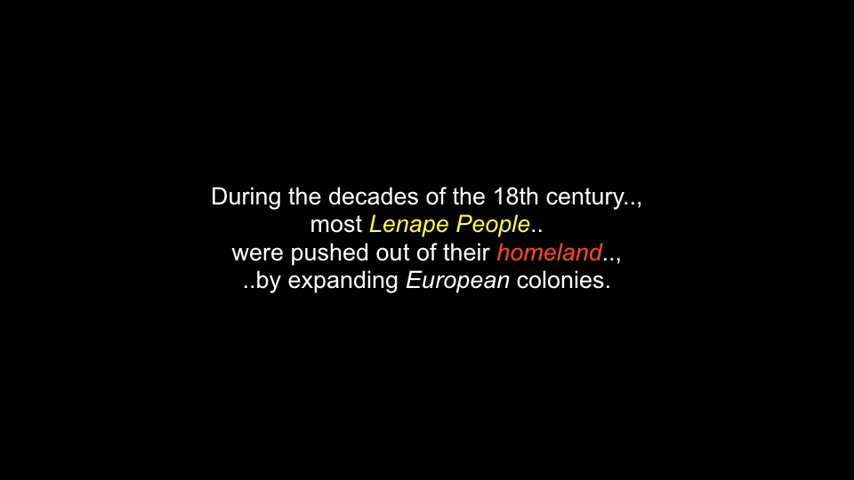 During the decades of the 18th century..,
most Lenape People..
were pushed out of their homeland..,
..by expanding European colonies.